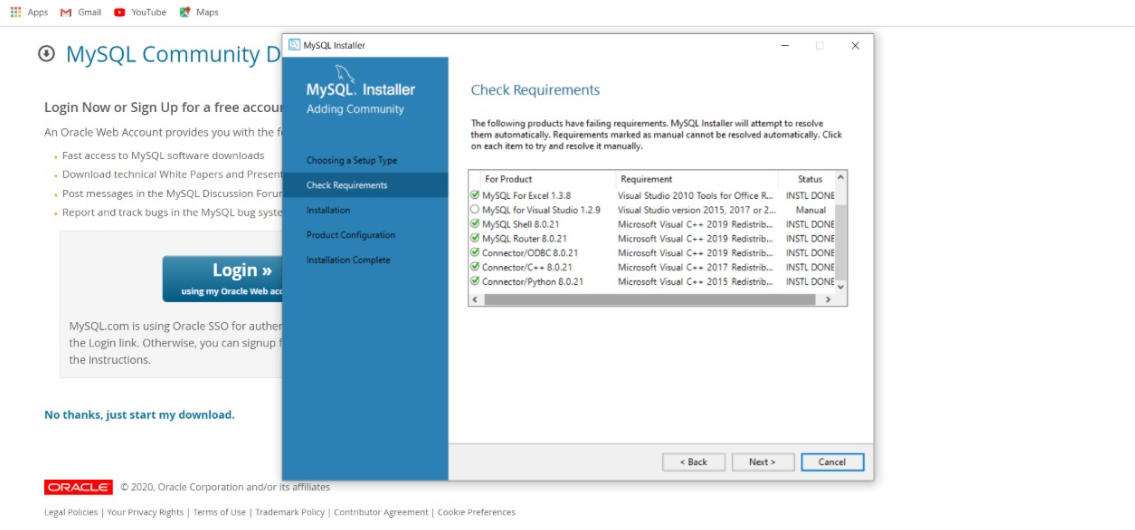 Apps Gmail YouTube Maps
MySQL Community D
Login Now or Sign Up for a free accou
An Oracle Web Account provides you with the f
Fast access to MySQL software downloads
Download technical White Papers and Present
Post messages in the MySQL Discussion Foru
Report and track bugs in the MySQL bug syste
Login »
using my Oracle Web acc
MySQL.com is using Oracle SSO for auther
the Login link. Otherwise, you can signup f
the instructions.
No thanks, just start my download.
ORACLE © 2020, Oracle Corporation and/or its affiliates
Legal Policies | Your Privacy Rights | Terms of Use | Trademark Policy | Contributor Agreement | Cookie Preferences
MySQL Installer
MySQL. Installer
Adding Community
Choosing a Setup Type
Check Requirements
Installation
Product Configuration
Installation Complete
Check Requirements
The following products have failing requirements. MySQL Installer will attempt to resolve
them automatically. Requirements marked as manual cannot be resolved automatically. Click
on each item to try and resolve it manually.
For Product Requirement Status
MySQL For Excel 1.3.8 Visual Studio 2010 Tools for Office R... INSTL DONE
MySQL for Visual Studio 1.2.9 Visual Studio version 2015, 2017 or 2... Manual
MySQL Shell 8.0.21 Microsoft Visual C++ 2019 Redistrib... INSTL DONE
MySQL Router 8.0.21 Microsoft Visual C++ 2019 Redistrib... INSTL DONE
Connector/ODBC 8.0.21 Microsoft Visual C++ 2019 Redistrib... INSTL DONE
Connector/C++ 8.0.21 Microsoft Visual C++ 2017 Redistrib... INSTL DONE
Connector/Python 8.0.21 Microsoft Visual C++ 2015 Redistrib... INSTL DONE
< Back Next > Cancel